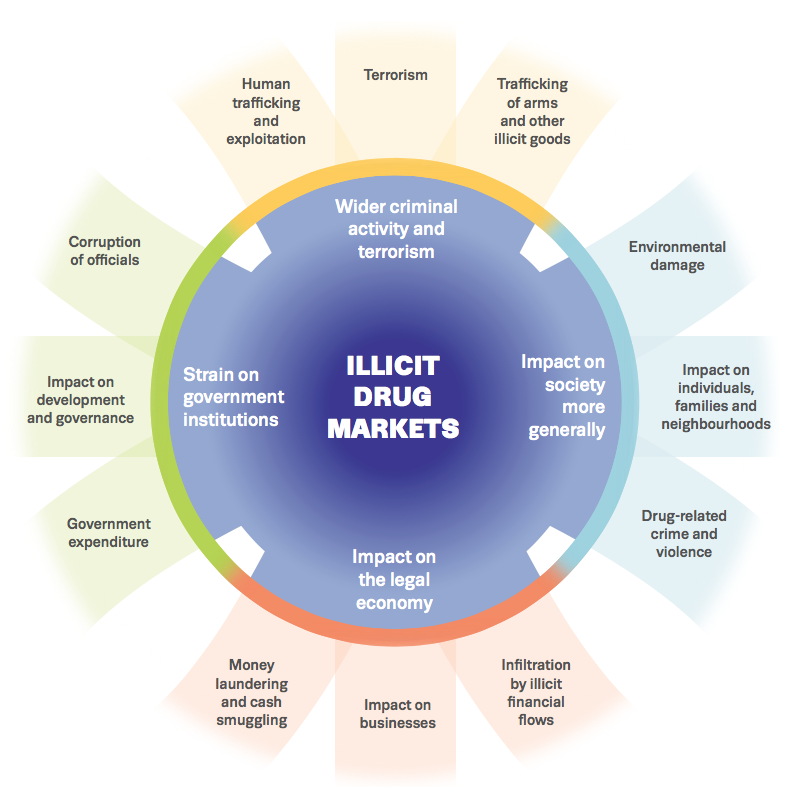 Terrorism
Human
trafficking
and
exploitation
Trafficking
of arms
and other
illicit goods
Wider criminal
activity and
terrorism
Corruption
of officials
Environmental
damage
Strain on
government
institutions
ILLICIT
DRUG
MARKETS
Impact on
society
more
generally
Impact on
development
and governance
Impact on
individuals,
families and
neighbourhoods
Government
expenditure
Drug-related
crime and
violence
Impact on
the legal
economy
Money
laundering
and cash
smuggling
Impact on
businesses
Infiltration
by illicit
financial
flows